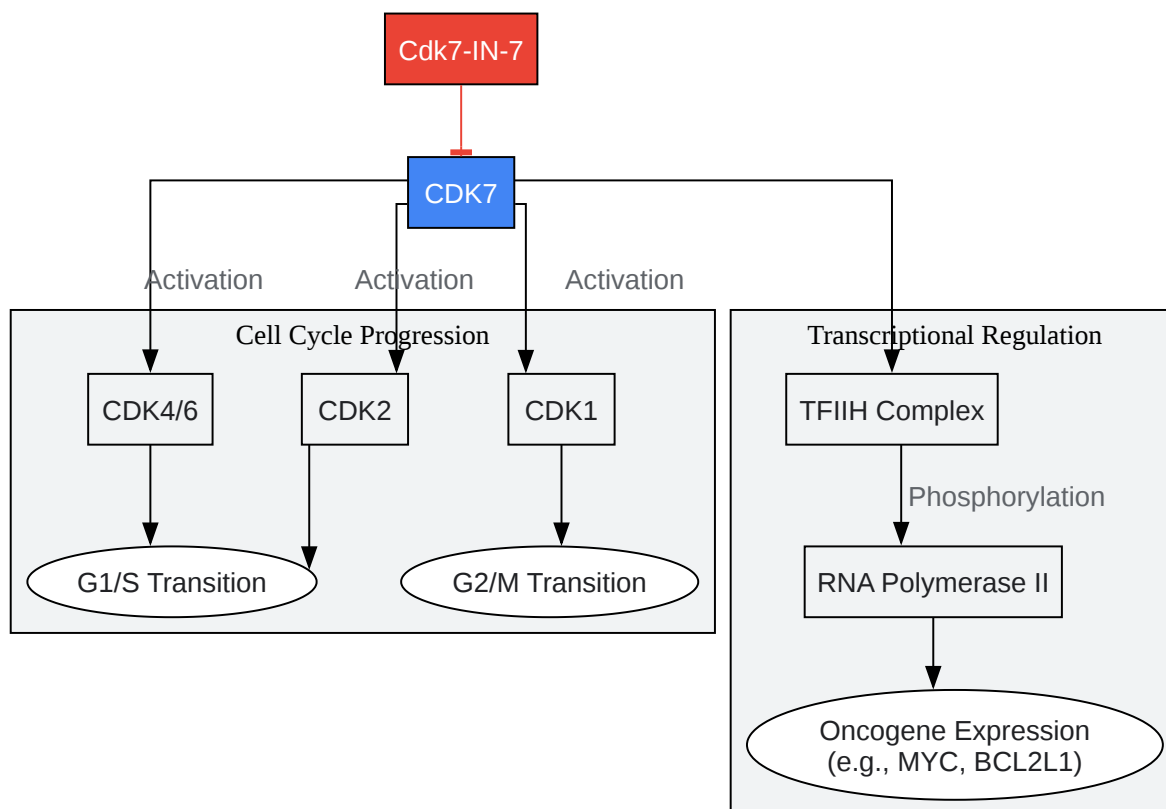 Cdk7-IN-7
CDK7
Activation
Activation
Activation
Cell Cycle Progression
Transcriptional Regulation
CDK4/6
CDK2
CDK1
TFIIH Complex
Phosphorylation
G1/S Transition
G2/M Transition
RNA Polymerase II
Oncogene Expression
(e.g., MYC, BCL2L1)